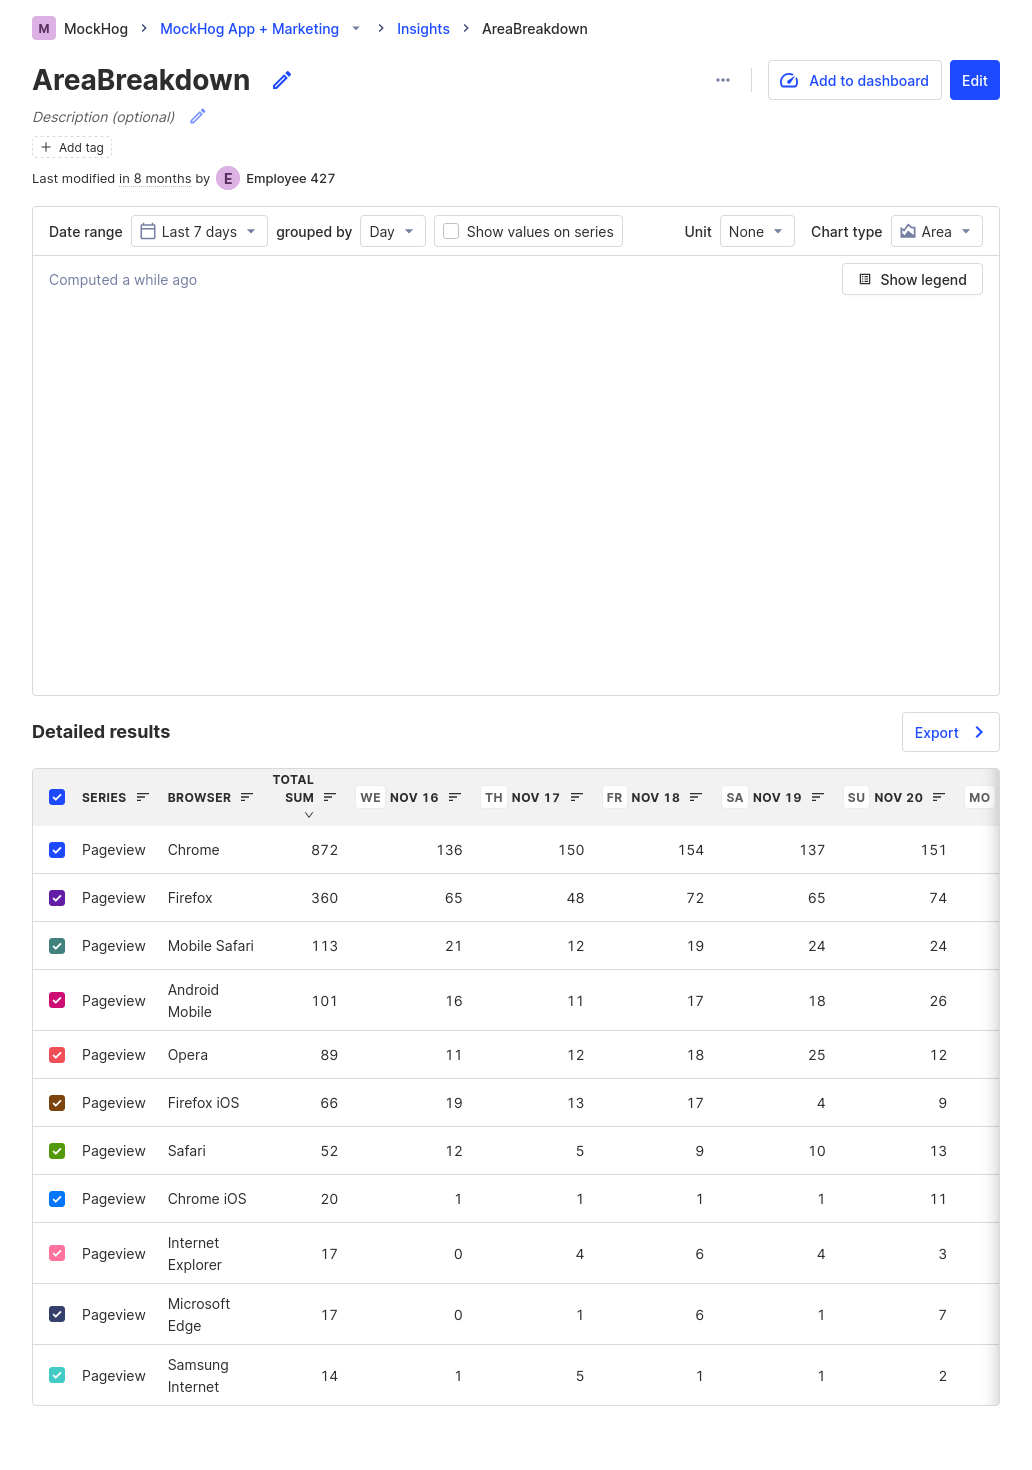 M MockHog MockHog App + Marketing Insights AreaBreakdown
AreaBreakdown
Add to dashboard Edit
Description (optional)
Add tag
Last modified in 8 months by E Employee 427
Date range Last 7 days grouped by Day Show values on series Unit None Chart type Area
Computed a while ago Show legend
Detailed results Export
SERIES BROWSER TOTAL SUM WE NOV 16 TH NOV 17 FR NOV 18 SA NOV 19 SU NOV 20 MO
Pageview Chrome 872 136 150 154 137 151
Pageview Firefox 360 65 48 72 65 74
Pageview Mobile Safari 113 21 12 19 24 24
Pageview Android Mobile 101 16 11 17 18 26
Pageview Opera 89 11 12 18 25 12
Pageview Firefox iOS 66 19 13 17 4 9
Pageview Safari 52 12 5 9 10 13
Pageview Chrome iOS 20 1 1 1 1 11
Pageview Internet Explorer 17 0 4 6 4 3
Pageview Microsoft Edge 17 0 1 6 1 7
Pageview Samsung Internet 14 1 5 1 1 2